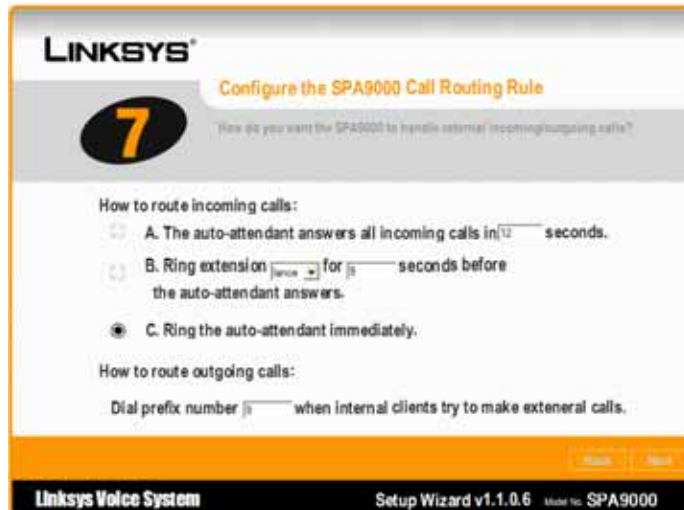 LINKSYS®
Configure the SPA9000 Call Routing Rule
7
How do you want the SPA9000 to handle external incoming/outgoing calls?
How to route incoming calls:
A. The auto-attendant answers all incoming calls in 12 seconds.
B. Ring extension for seconds before
the auto-attendant answers.
C. Ring the auto-attendant immediately.
How to route outgoing calls:
Dial prefix number when internal clients try to make exteneral calls.
Back Next
Linksys Voice System Setup Wizard v1.1.0.6 Model No. SPA9000